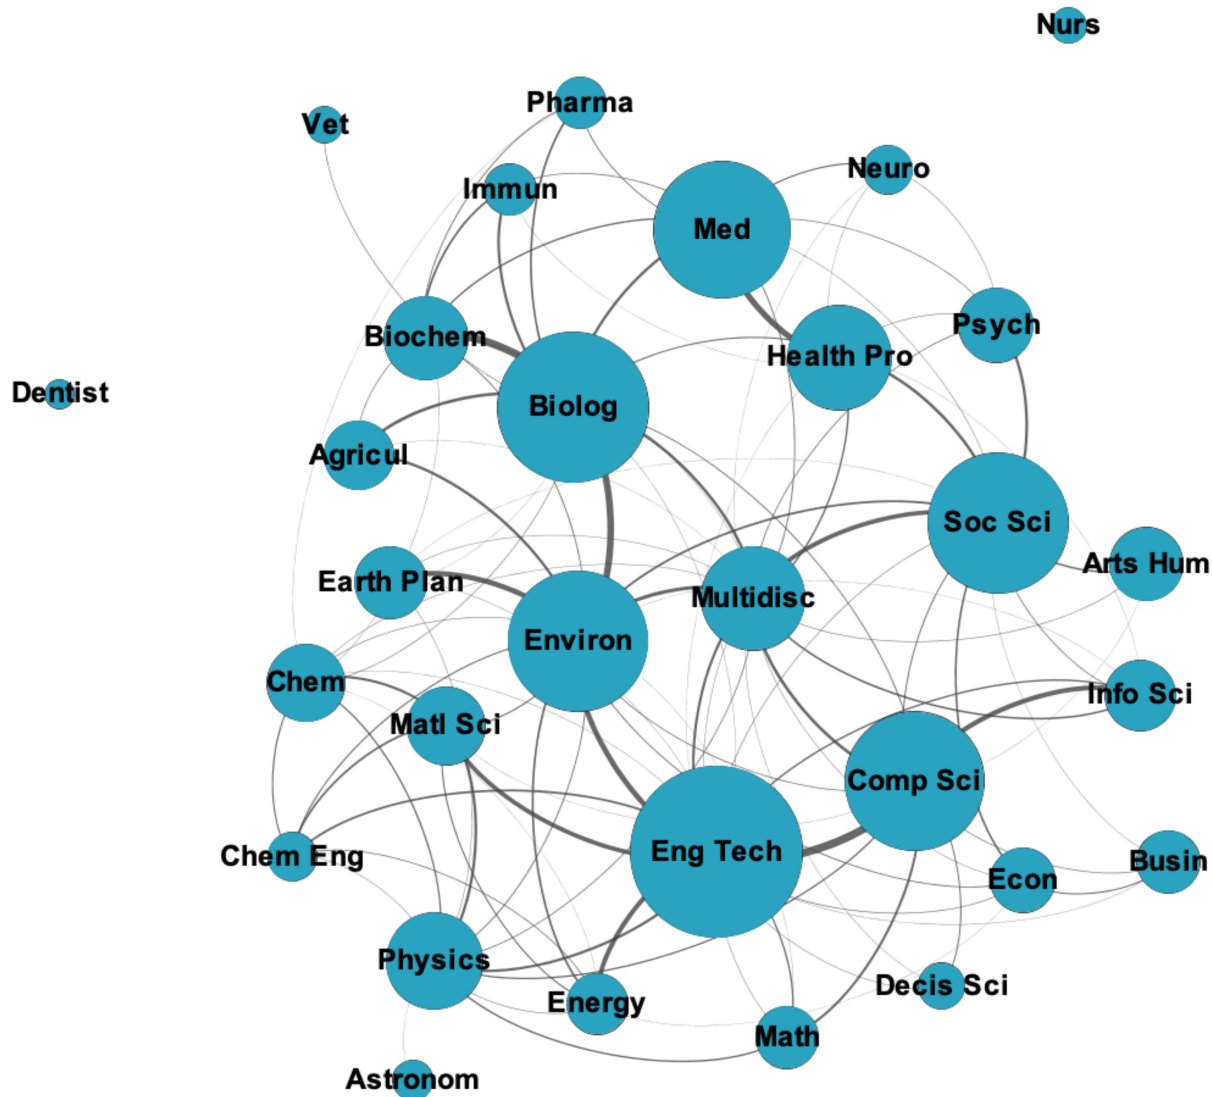 Nurs
Pharma
Vet
Neuro
Immun
Med
Psych
Biochem
Health Pro
Dentist
Biolog
Agricul
Soc Sci
Arts Hum
Earth Plan
Multidisc
Environ
Chem
Info Sci
Matl Sci
Comp Sci
Eng Tech
Chem Eng
Busin
Econ
Physics
Decis Sci
Energy
Math
Astronom